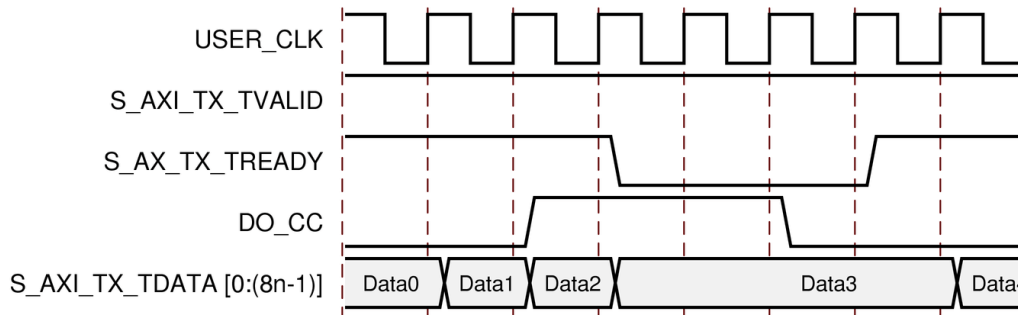 USER_CLK
S_AXI_TX_TVALID
S_AX_TX_TREADY
DO_CC
S_AXI_TX_TDATA [0:(8n-1)] Data0 Data1 Data2 Data3